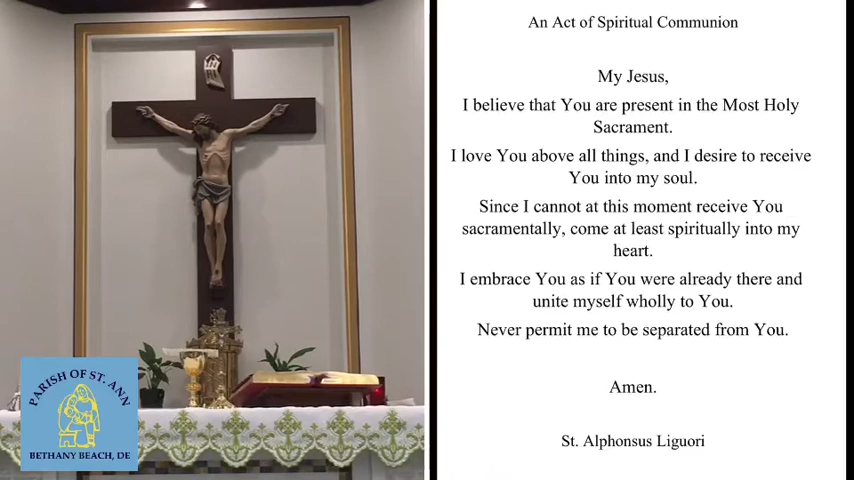 An Act of Spiritual Communion
My Jesus,
I believe that You are present in the Most Holy
Sacrament.
I love You above all things, and I desire to receive
You into my soul.
Since I cannot at this moment receive You
sacramentally, come at least spiritually into my
heart.
I embrace You as if You were already there and
unite myself wholly to You.
Never permit me to be separated from You.
Amen.
St. Alphonsus Liguori
PARISH OF ST. ANN
BETHANY BEACH, DE